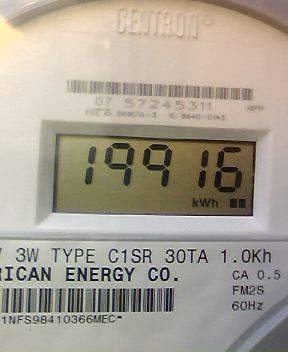 CENTRON®
07 57245311
19916
kWh
3W TYPE C1SR 30TA 1.0Kh
RICAN ENERGY CO.
CA 0.5
FM2S
60Hz
1NFS98410366MEC*